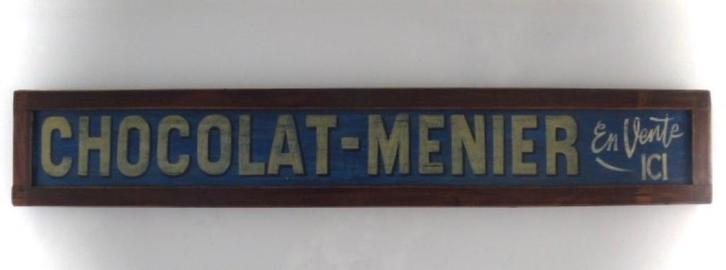 CHOCOLAT-MENIER En Vente
ICI